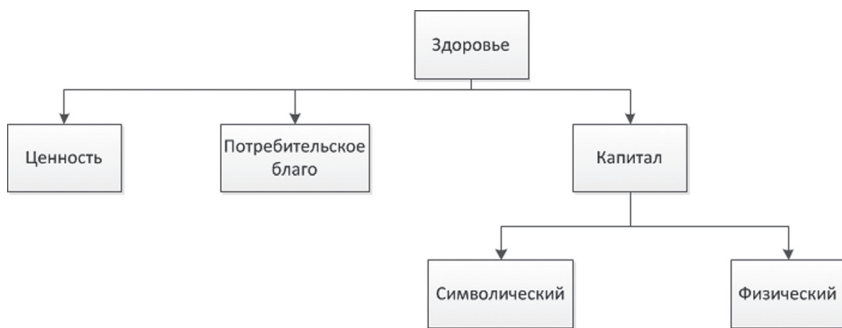 Здоровье
Ценность
Потребительское
благо
Капитал
Символический
Физический